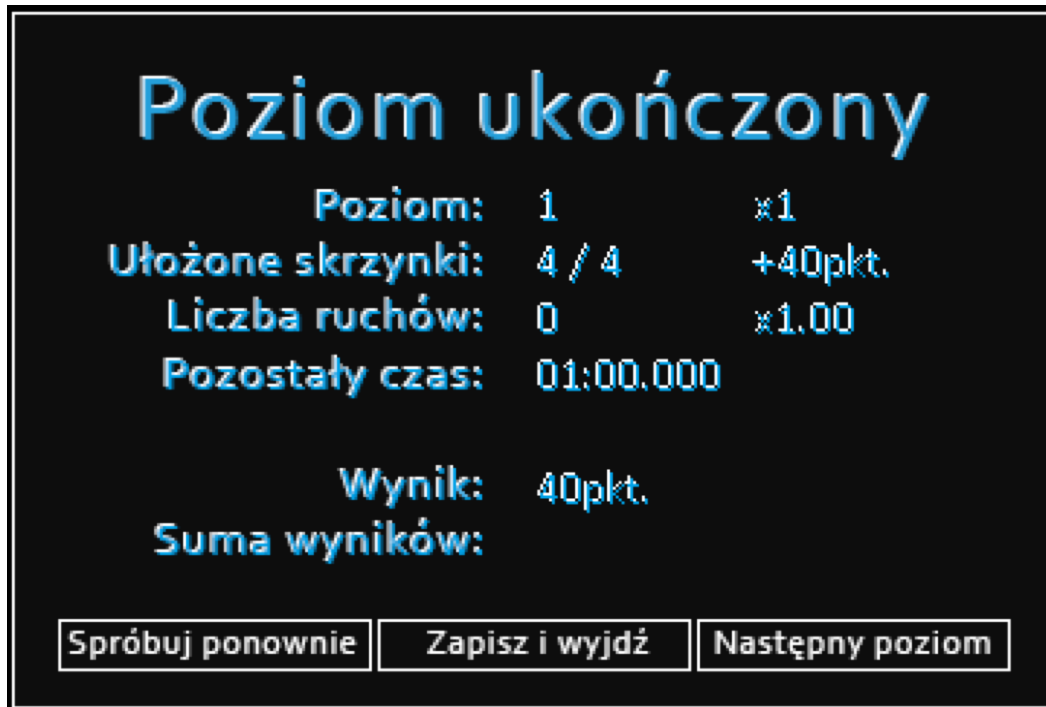 Poziom ukończony
Poziom: 1 x1
Ułożone skrzynki: 4 / 4 +40pkt.
Liczba ruchów: 0 x1.00
Pozostały czas: 01:00.000
Wynik: 40pkt.
Suma wyników:
Spróbuj ponownie Zapisz i wyjdź Następny poziom